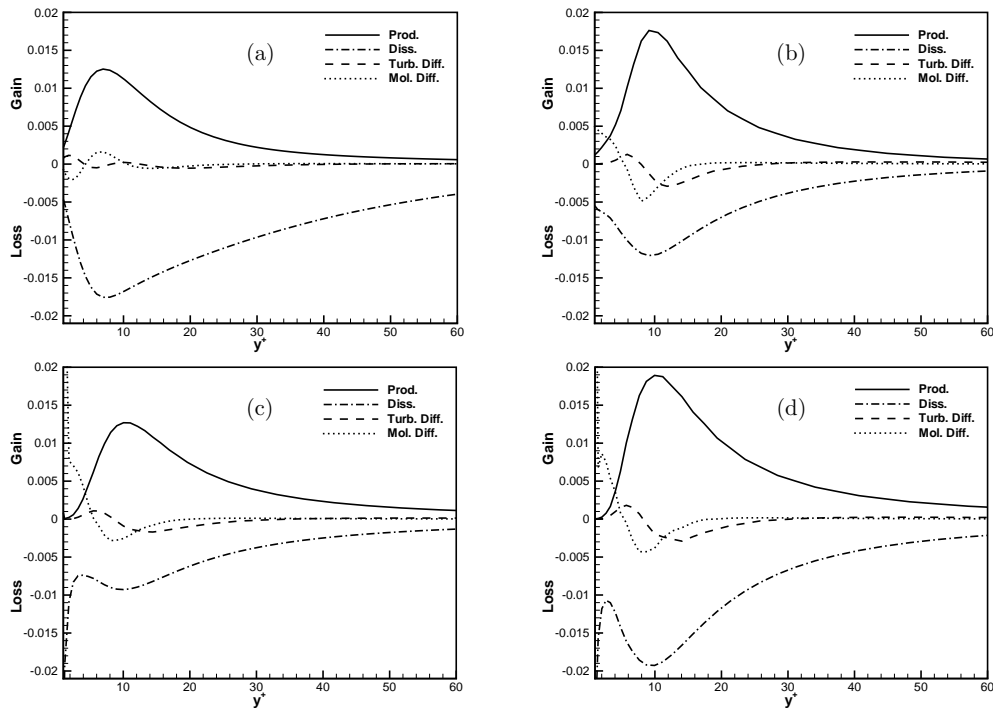 (a)
Prod.
Diss.
Turb. Diff.
Mol. Diff.
Gain
Loss
0.02
0.015
0.01
0.005
0
-0.005
-0.01
-0.015
-0.02
10
20
30
40
50
60
y+
(b)
Prod.
Diss.
Turb. Diff.
Mol. Diff.
Gain
Loss
0.02
0.015
0.01
0.005
0
-0.005
-0.01
-0.015
-0.02
10
20
30
40
50
60
y+
(c)
Prod.
Diss.
Turb. Diff.
Mol. Diff.
Gain
Loss
0.02
0.015
0.01
0.005
0
-0.005
-0.01
-0.015
-0.02
10
20
30
40
50
60
y+
(d)
Prod.
Diss.
Turb. Diff.
Mol. Diff.
Gain
Loss
0.02
0.015
0.01
0.005
0
-0.005
-0.01
-0.015
-0.02
10
20
30
40
50
60
y+